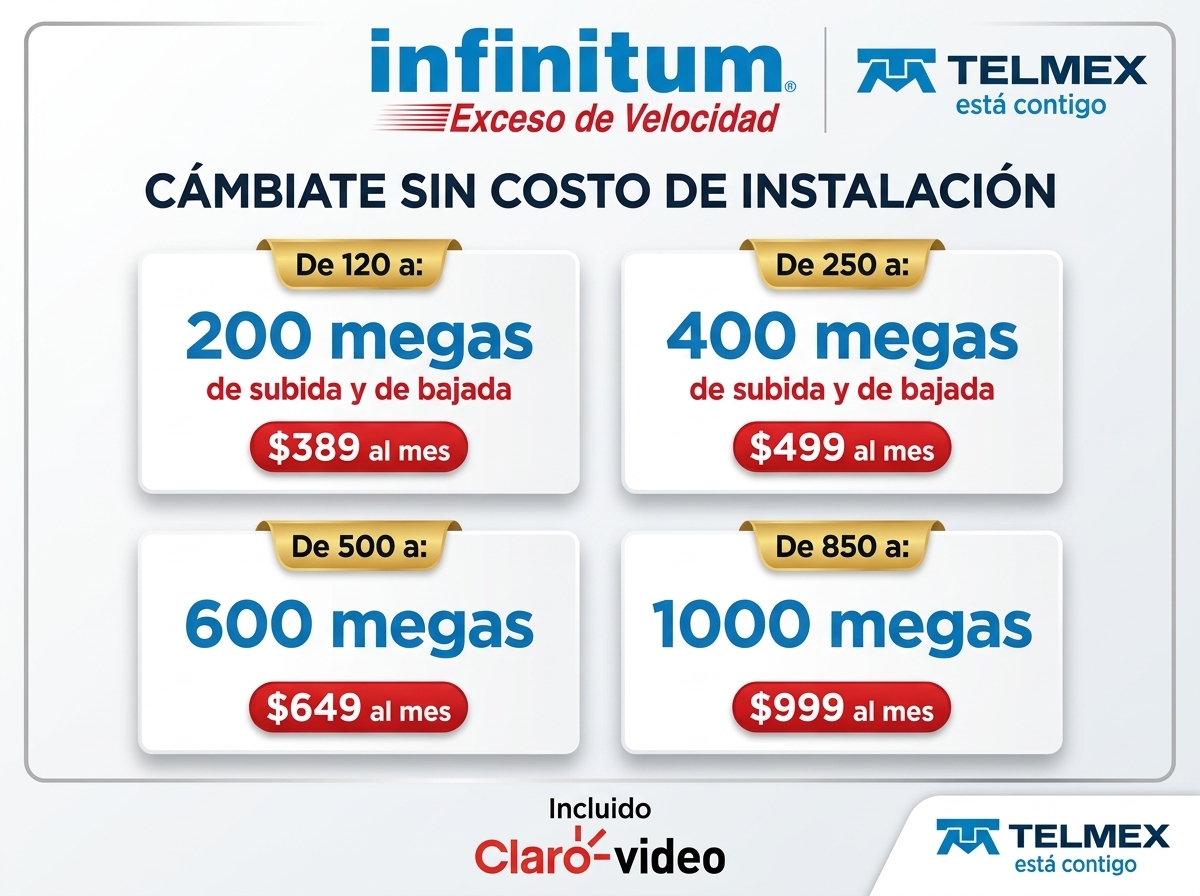 infinitum®
Exceso de Velocidad
TELMEX
está contigo
CÁMBIATE SIN COSTO DE INSTALACIÓN
De 120 a:
200 megas
de subida y de bajada
$389 al mes
De 250 a:
400 megas
de subida y de bajada
$499 al mes
De 500 a:
600 megas
$649 al mes
De 850 a:
1000 megas
$999 al mes
Incluido
Claro-video
TELMEX
está contigo